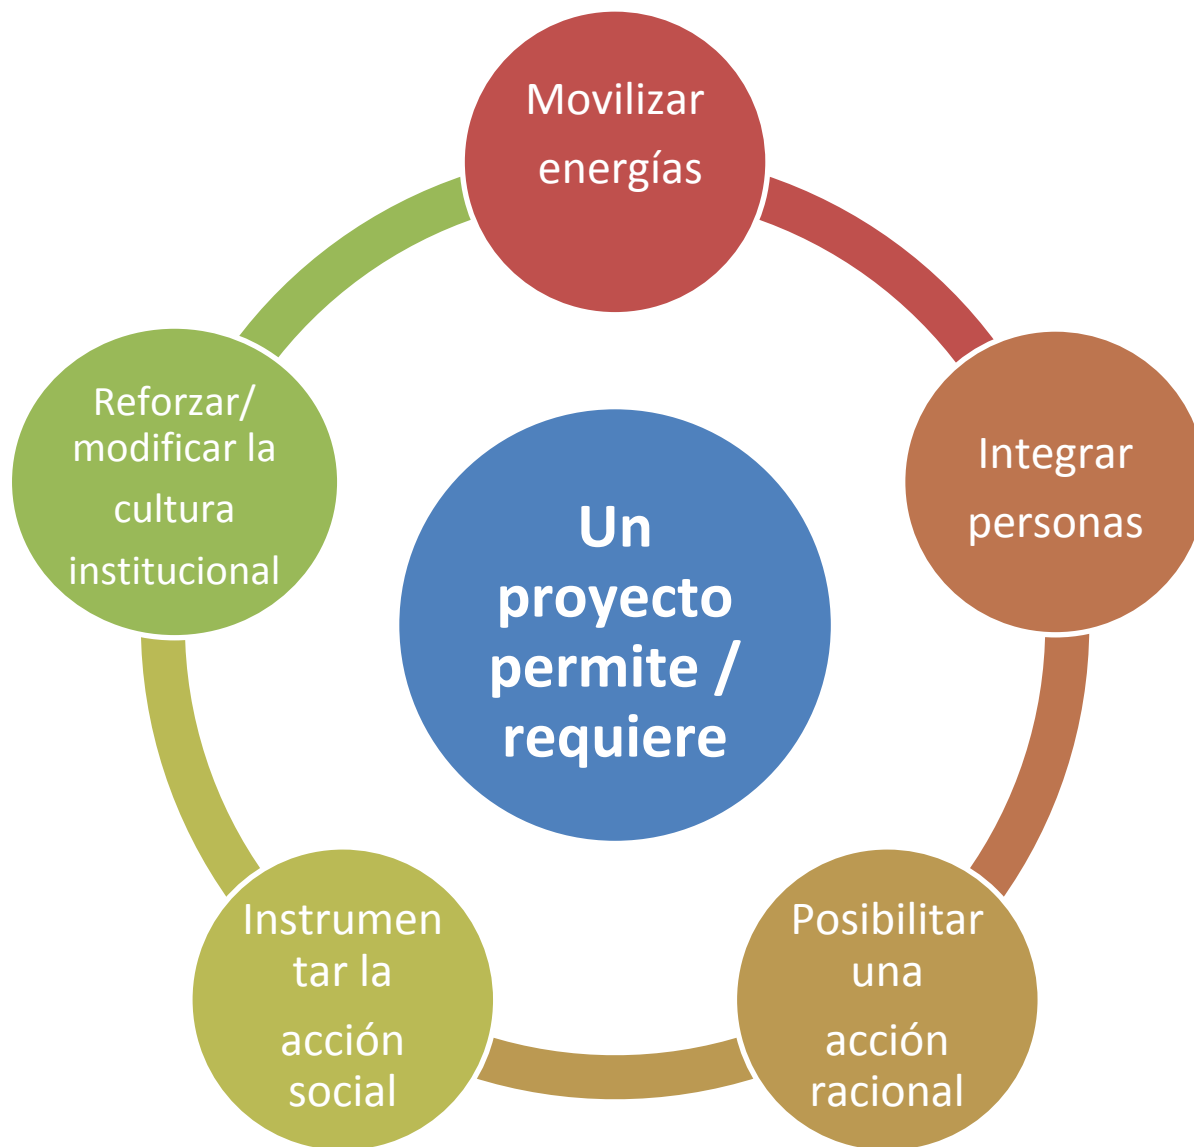 Movilizar
energías
Integrar
personas
Posibilitar
una
acción
racional
Instrumen
tar la
acción
social
Reforzar/
modificar la
cultura
institucional
Un
proyecto
permite /
requiere